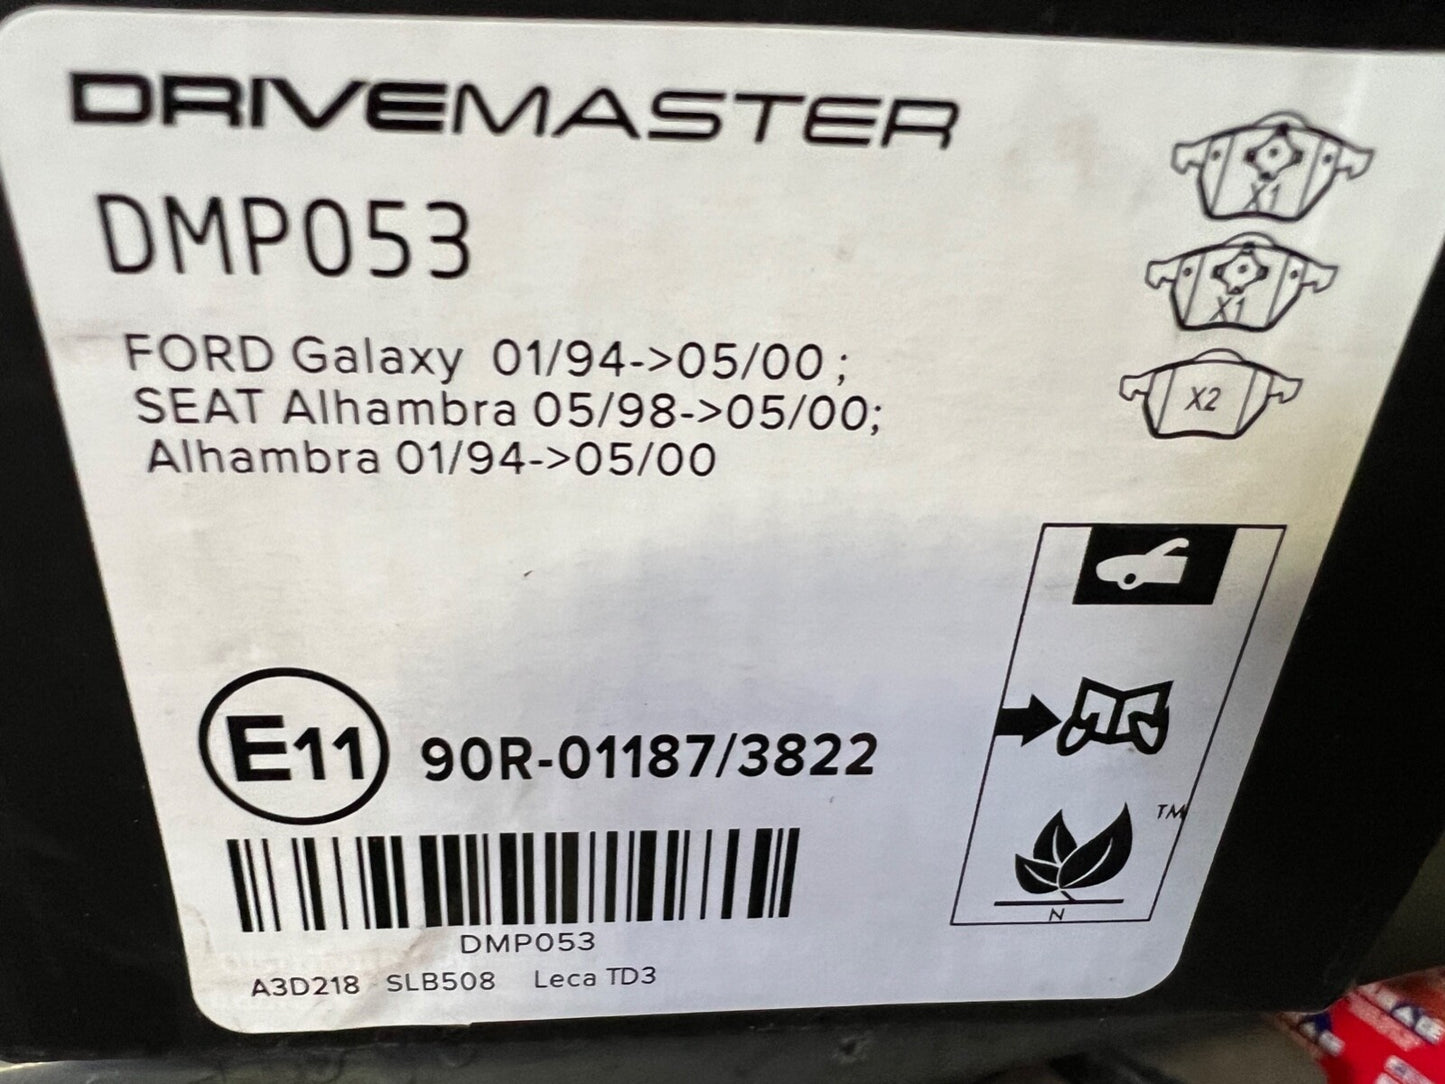 DRIVEMASTER
DMP053
X1
X1
X2
FORD Galaxy 01/94->05/00 ;
SEAT Alhambra 05/98->05/00;
Alhambra 01/94->05/00
E11 90R-01187/3822
TM
N
DMP053
A3D218 SLB508 Leca TD3